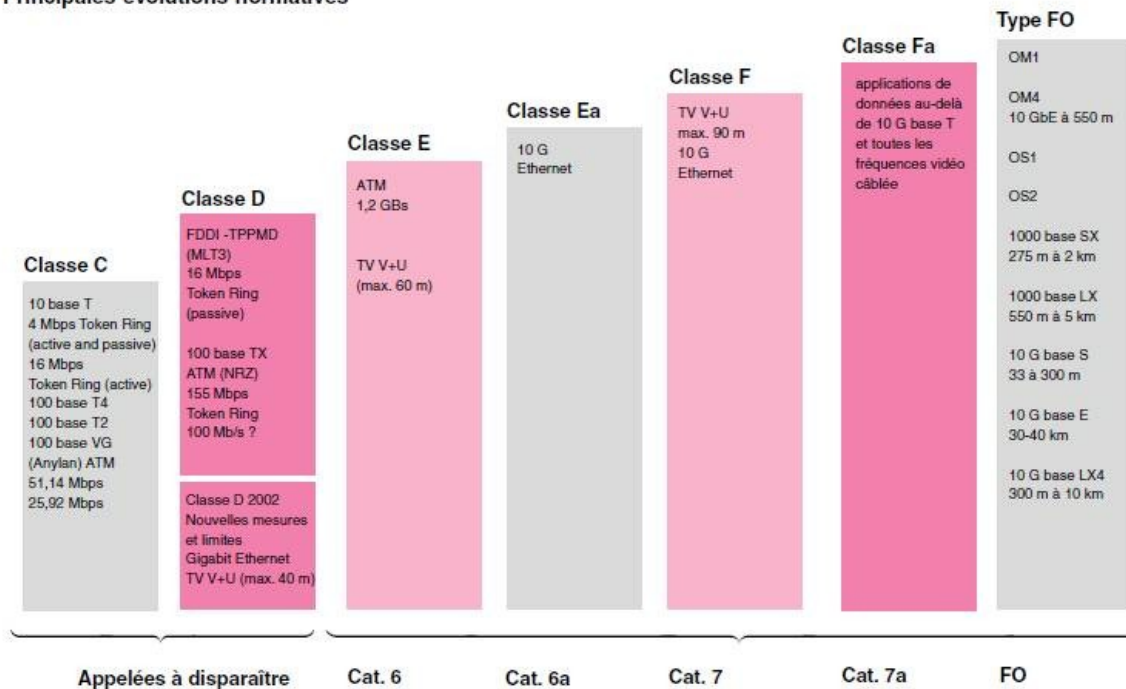 Principales évolutions normatives
Classe C
10 base T
4 Mbps Token Ring
(active and passive)
16 Mbps
Token Ring (active)
100 base T4
100 base T2
100 base VG
(Anylan) ATM
51,14 Mbps
25,92 Mbps
Classe D
FDDI -TPPMD
(MLT3)
16 Mbps
Token Ring
(passive)
100 base TX
ATM (NRZ)
155 Mbps
Token Ring
100 Mb/s ?
Classe D 2002
Nouvelles mesures
et limites
Gigabit Ethernet
TV V+U (max. 40 m)
Classe E
ATM
1,2 GBs
TV V+U
(max. 60 m)
Classe Ea
10 G
Ethernet
Classe F
TV V+U
max. 90 m
10 G
Ethernet
Classe Fa
applications de
données au-delà
de 10 G base T
et toutes les
fréquences vidéo
câblée
Type FO
OM1
OM4
10 GbE à 550 m
OS1
OS2
1000 base SX
275 m à 2 km
1000 base LX
550 m à 5 km
10 G base S
33 à 300 m
10 G base E
30-40 km
10 G base LX4
300 m à 10 km
Appelées à disparaître
Cat. 6
Cat. 6a
Cat. 7
Cat. 7a
FO